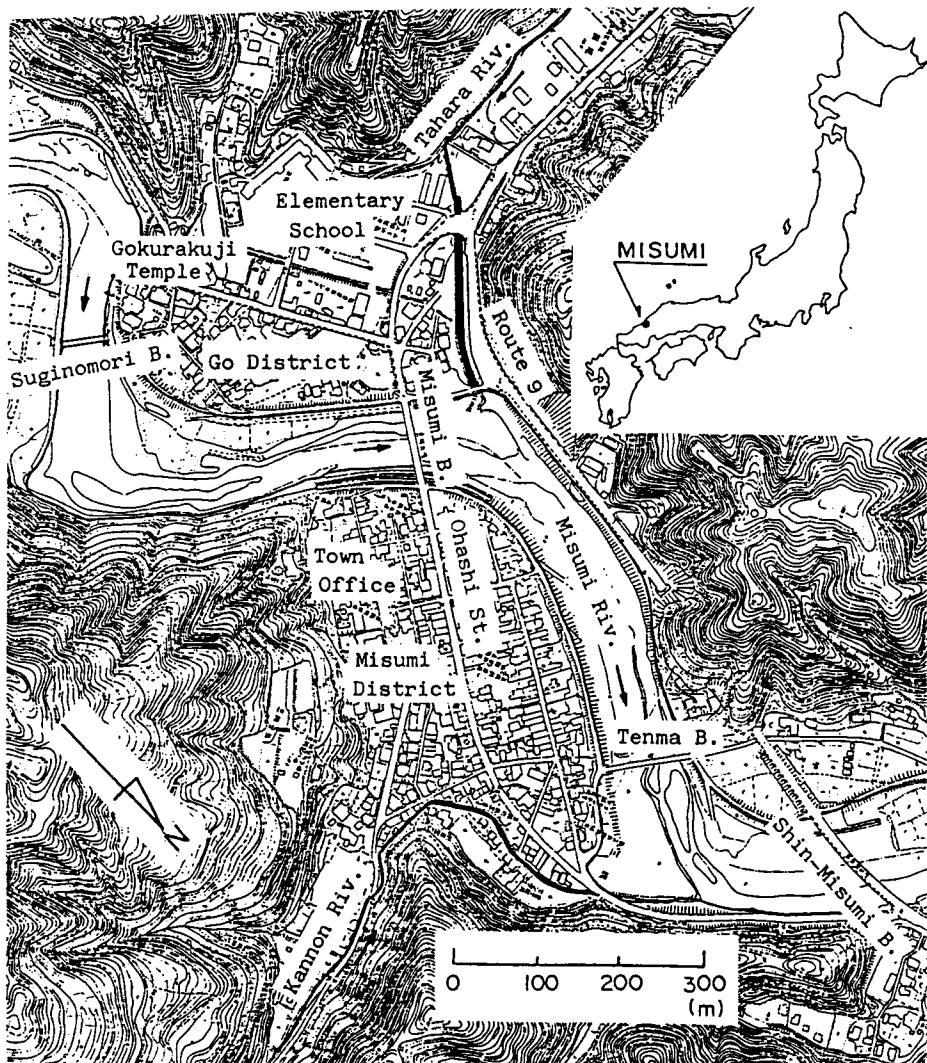 Tahara Riv.
Elementary
School
MISUMI
Gokurakuji
Temple
Route 9
Suginomori B.
Go District
Misumi B.
Ohashi St.
Misumi Riv.
Town
Office
Misumi
District
Tenma B.
N
Shin-Misumi B.
Kannon Riv.
0 100 200 300
(m)